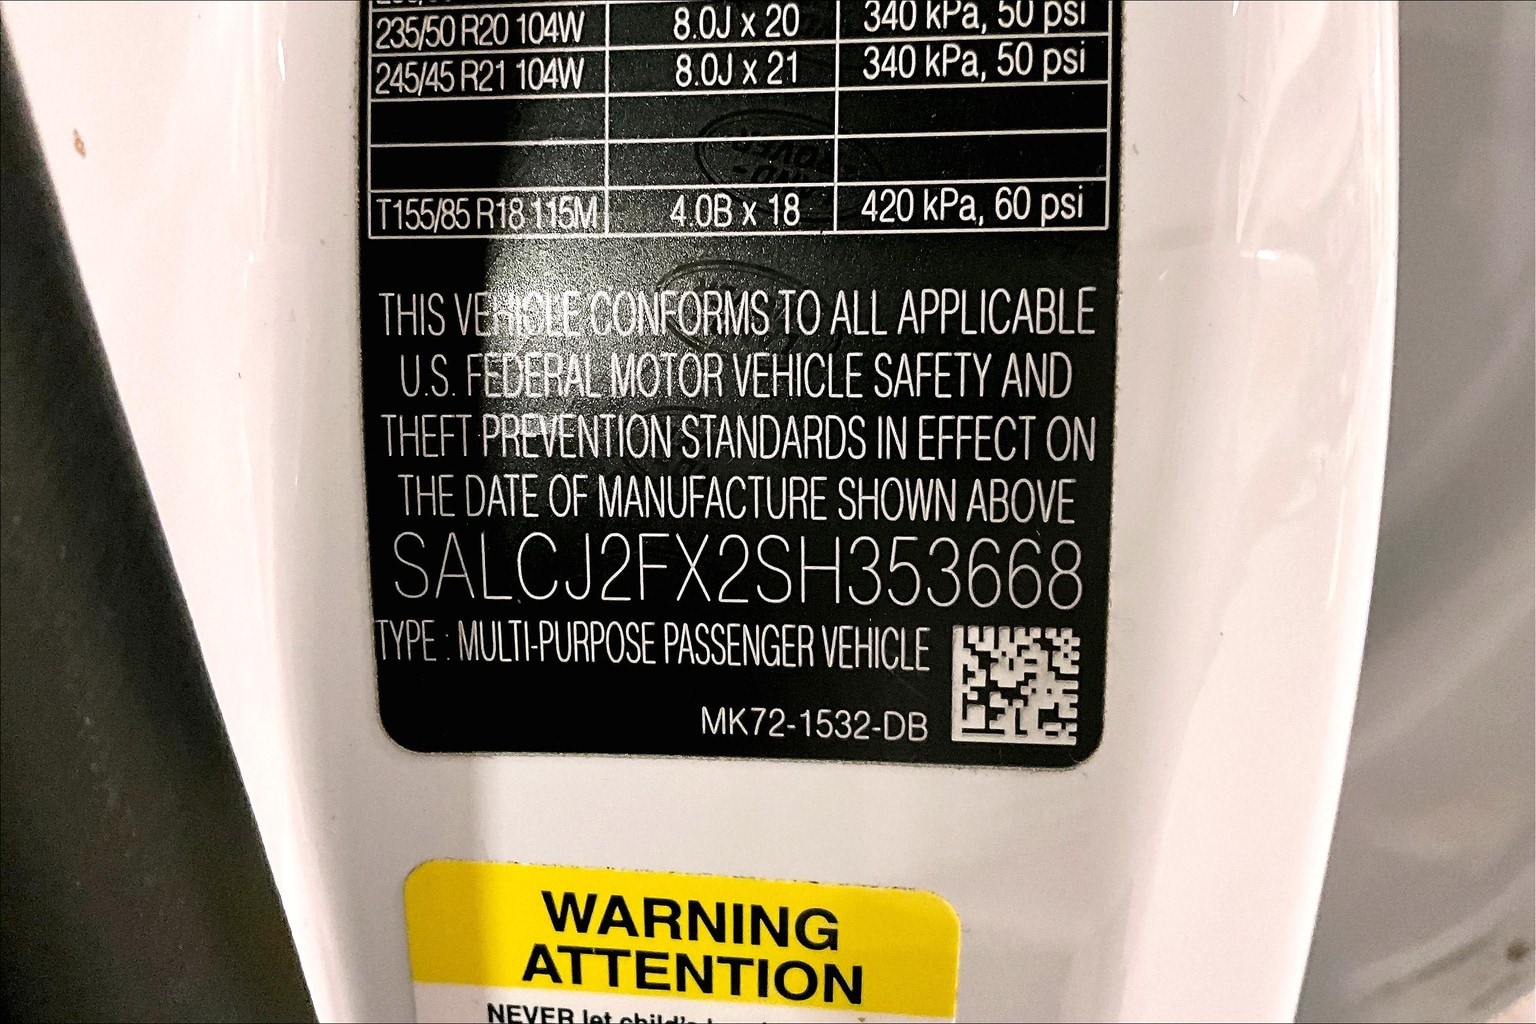 235/50 R20 104W 8.0J x 20 340 kPa, 50 psi
245/45 R21 104W 8.0J x 21 340 kPa, 50 psi
T155/85 R18 115M 4.0B x 18 420 kPa, 60 psi
THIS VEHICLE CONFORMS TO ALL APPLICABLE
U.S. FEDERAL MOTOR VEHICLE SAFETY AND
THEFT PREVENTION STANDARDS IN EFFECT ON
THE DATE OF MANUFACTURE SHOWN ABOVE
SALCJ2FX2SH353668
TYPE : MULTI-PURPOSE PASSENGER VEHICLE
MK72-1532-DB
WARNING
ATTENTION
NEVER let child's